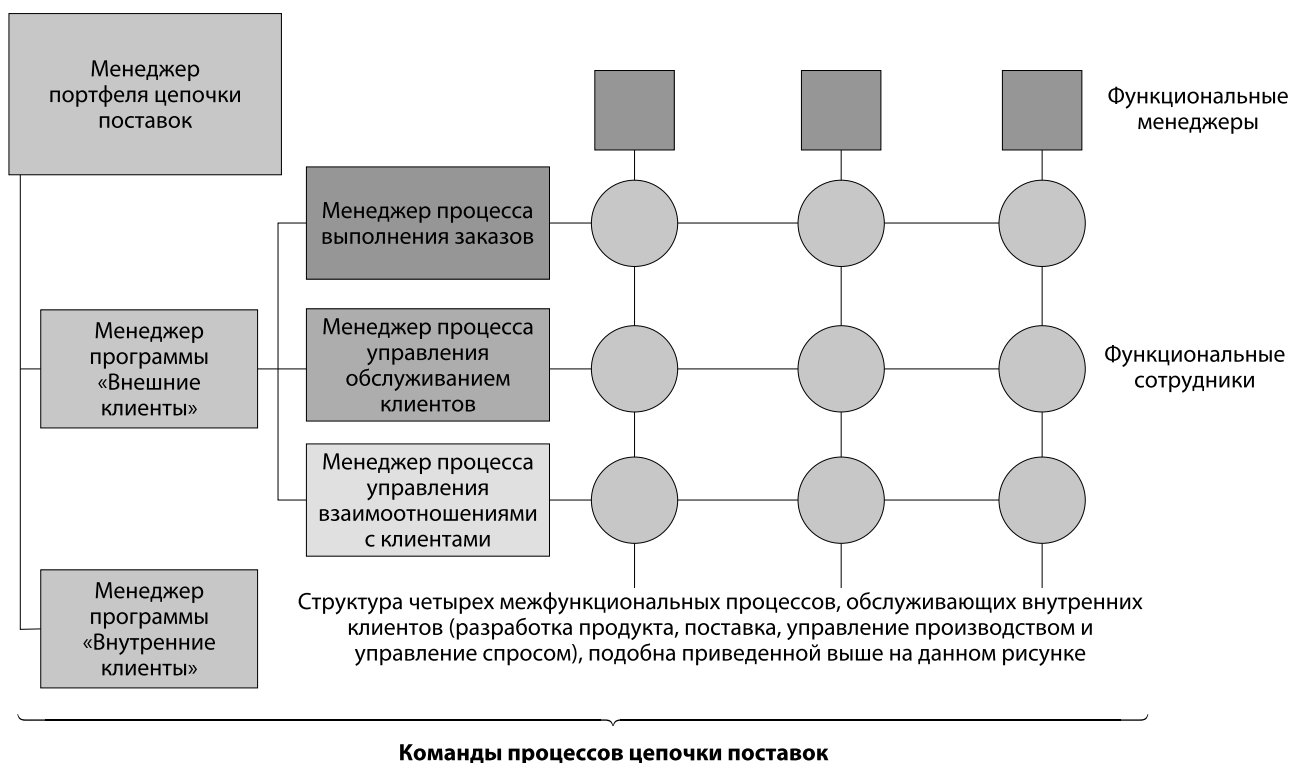 Менеджер
портфеля цепочки
поставок
Функциональные
менеджеры
Менеджер процесса
выполнения заказов
Менеджер
программы
«Внешние
клиенты»
Менеджер процесса
управления
обслуживанием
клиентов
Функциональные
сотрудники
Менеджер процесса
управления
взаимоотношениями
с клиентами
Менеджер
программы
«Внутренние
клиенты»
Структура четырех межфункциональных процессов, обслуживающих внутренних
клиентов (разработка продукта, поставка, управление производством и
управление спросом), подобна приведенной выше на данном рисунке
Команды процессов цепочки поставок